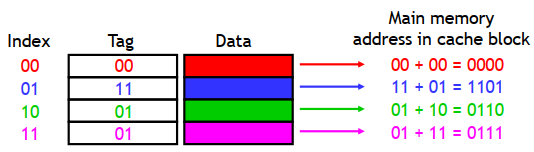 Main memory
Index Tag Data address in cache block
00 00 00 + 00 = 0000
01 11 11 + 01 = 1101
10 01 01 + 10 = 0110
11 01 01 + 11 = 0111